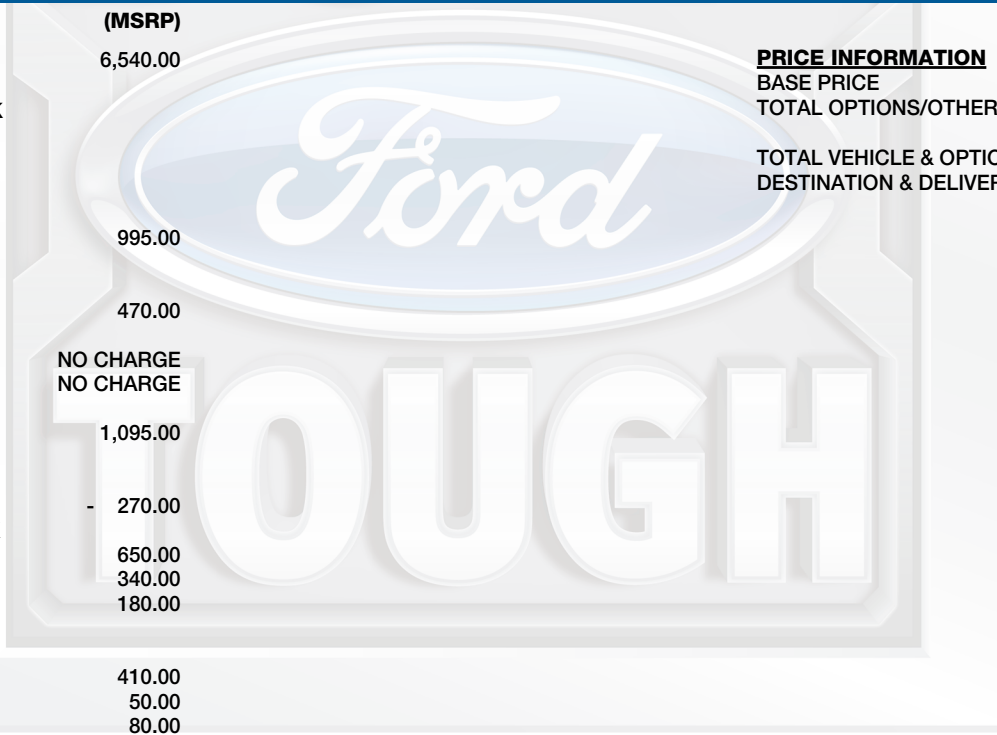 (MSRP)
6,540.00
995.00
470.00
NO CHARGE
NO CHARGE
1,095.00
- 270.00
650.00
340.00
180.00
410.00
50.00
80.00
PRICE INFORMATION
BASE PRICE
TOTAL OPTIONS/OTHER
TOTAL VEHICLE & OPTIO
DESTINATION & DELIVER
Ford
TOUGH